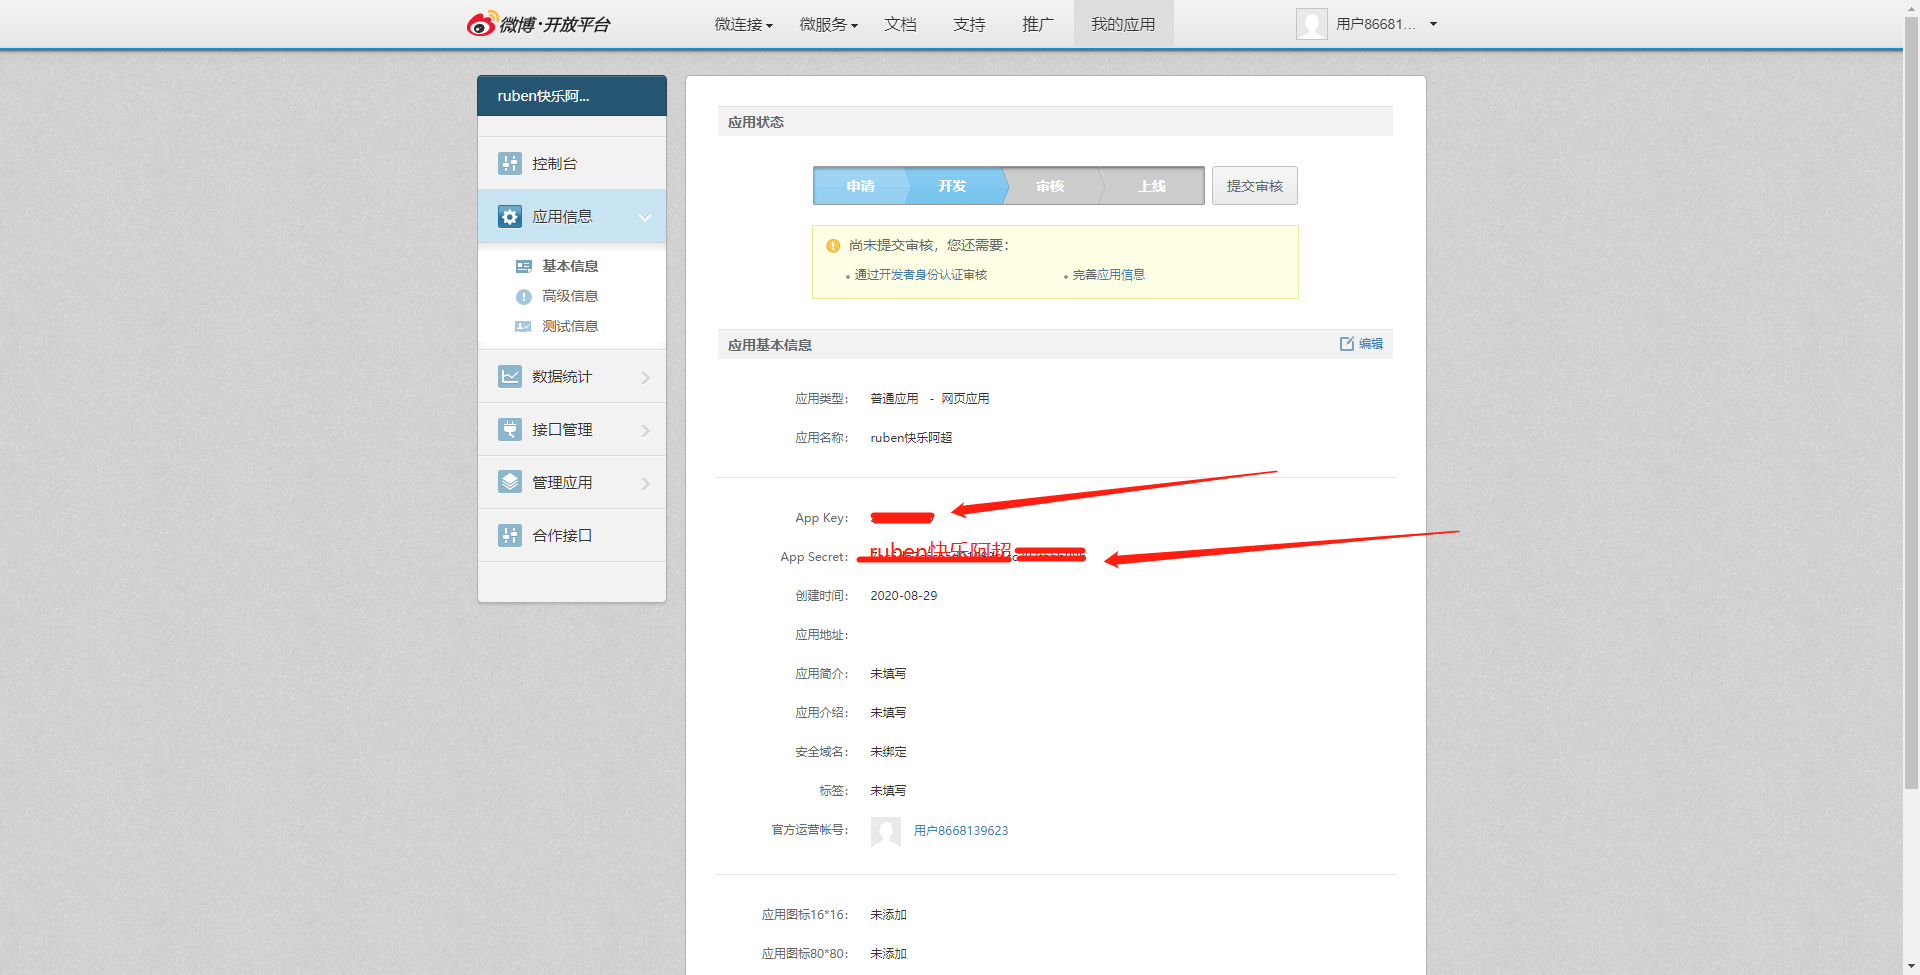 微博·开放平台
微连接 微服务 文档 支持 推广 我的应用 用户86681...
ruben快乐阿...
控制台
应用信息
基本信息
高级信息
测试信息
数据统计
接口管理
管理应用
合作接口
应用状态
申请 开发 审核 上线 提交审核
尚未提交审核，您还需要：
通过开发者身份认证审核 完善应用信息
应用基本信息 编辑
应用类型： 普通应用 - 网页应用
应用名称： ruben快乐阿超
App Key:
App Secret: ruben快乐阿超
创建时间： 2020-08-29
应用地址：
应用简介： 未填写
应用介绍： 未填写
安全域名： 未绑定
标签： 未填写
官方运营帐号： 用户8668139623
应用图标16*16： 未添加
应用图标80*80： 未添加